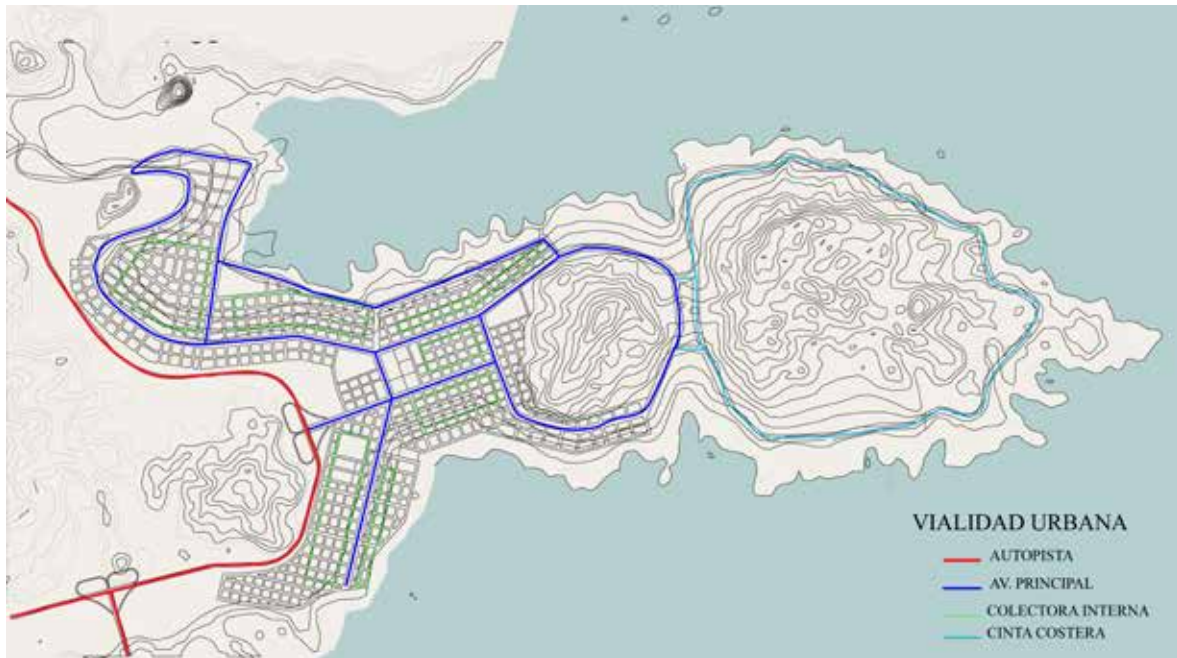 VIALIDAD URBANA
AUTOPISTA
AV. PRINCIPAL
COLECTORA INTERNA
CINTA COSTERA